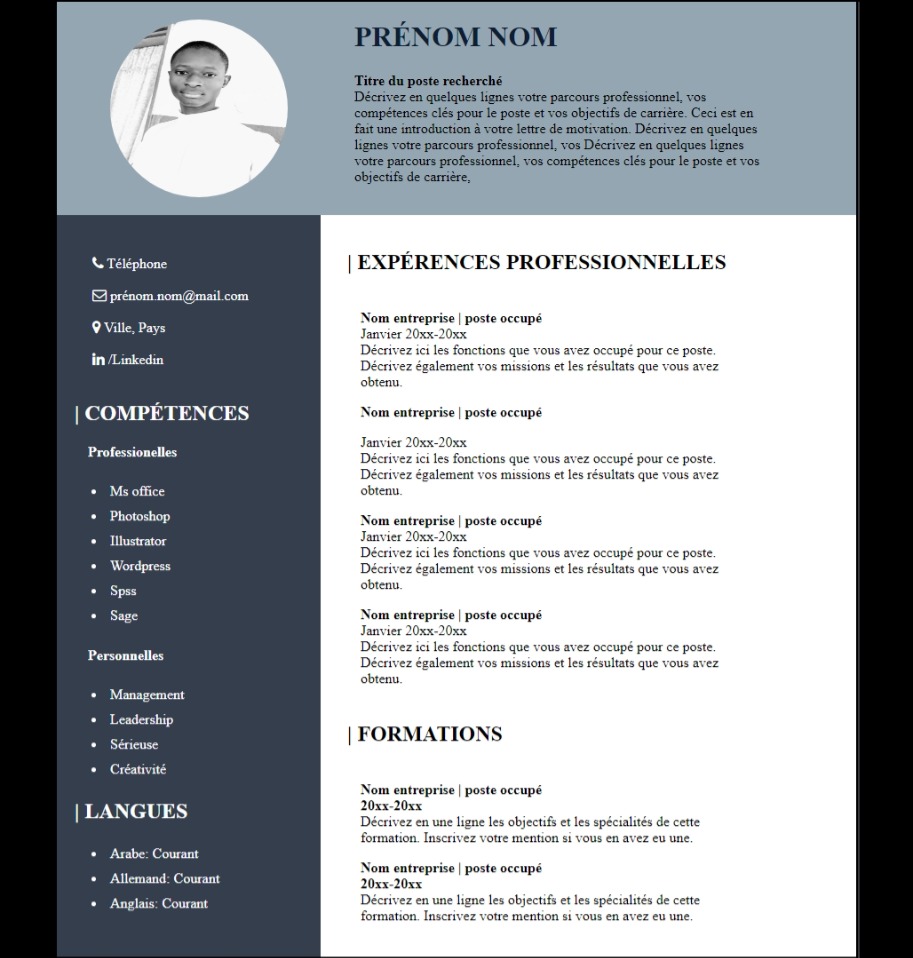 PRÉNOM NOM
Titre du poste recherché
Décrivez en quelques lignes votre parcours professionnel, vos
compétences clés pour le poste et vos objectifs de carrière. Ceci est en
fait une introduction à votre lettre de motivation. Décrivez en quelques
lignes votre parcours professionnel, vos Décrivez en quelques lignes
votre parcours professionnel, vos compétences clés pour le poste et vos
objectifs de carrière,
Téléphone
prénom.nom@mail.com
Ville, Pays
in /Linkedin
| COMPÉTENCES
Professionelles
• Ms office
• Photoshop
• Illustrator
• Wordpress
• Spss
• Sage
Personnelles
• Management
• Leadership
• Sérieuse
• Créativité
| LANGUES
• Arabe: Courant
• Allemand: Courant
• Anglais: Courant
| EXPÉRENCES PROFESSIONNELLES
Nom entreprise | poste occupé
Janvier 20xx-20xx
Décrivez ici les fonctions que vous avez occupé pour ce poste.
Décrivez également vos missions et les résultats que vous avez
obtenu.
Nom entreprise | poste occupé
Janvier 20xx-20xx
Décrivez ici les fonctions que vous avez occupé pour ce poste.
Décrivez également vos missions et les résultats que vous avez
obtenu.
Nom entreprise | poste occupé
Janvier 20xx-20xx
Décrivez ici les fonctions que vous avez occupé pour ce poste.
Décrivez également vos missions et les résultats que vous avez
obtenu.
Nom entreprise | poste occupé
Janvier 20xx-20xx
Décrivez ici les fonctions que vous avez occupé pour ce poste.
Décrivez également vos missions et les résultats que vous avez
obtenu.
| FORMATIONS
Nom entreprise | poste occupé
20xx-20xx
Décrivez en une ligne les objectifs et les spécialités de cette
formation. Inscrivez votre mention si vous en avez eu une.
Nom entreprise | poste occupé
20xx-20xx
Décrivez en une ligne les objectifs et les spécialités de cette
formation. Inscrivez votre mention si vous en avez eu une.